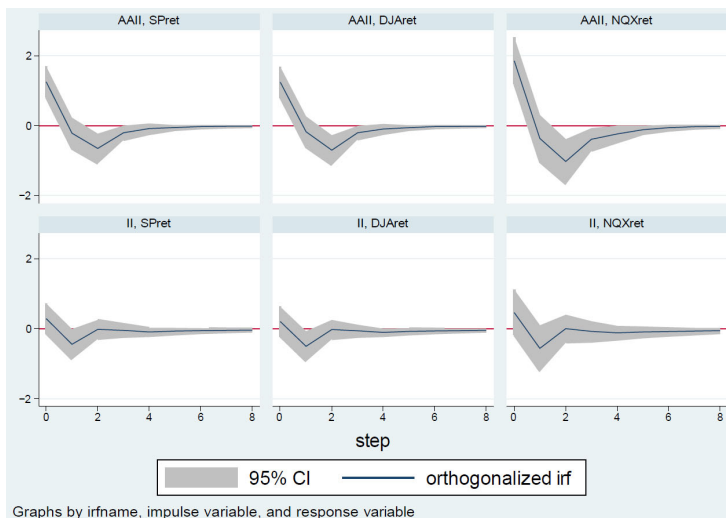 AAII, SPret
AAII, DJAret
AAII, NQXret
2
0
−2
II, SPret
II, DJAret
II, NQXret
2
0
−2
0 2 4 6 8
0 2 4 6 8
0 2 4 6 8
step
95% CI
orthogonalized irf
Graphs by irfname, impulse variable, and response variable